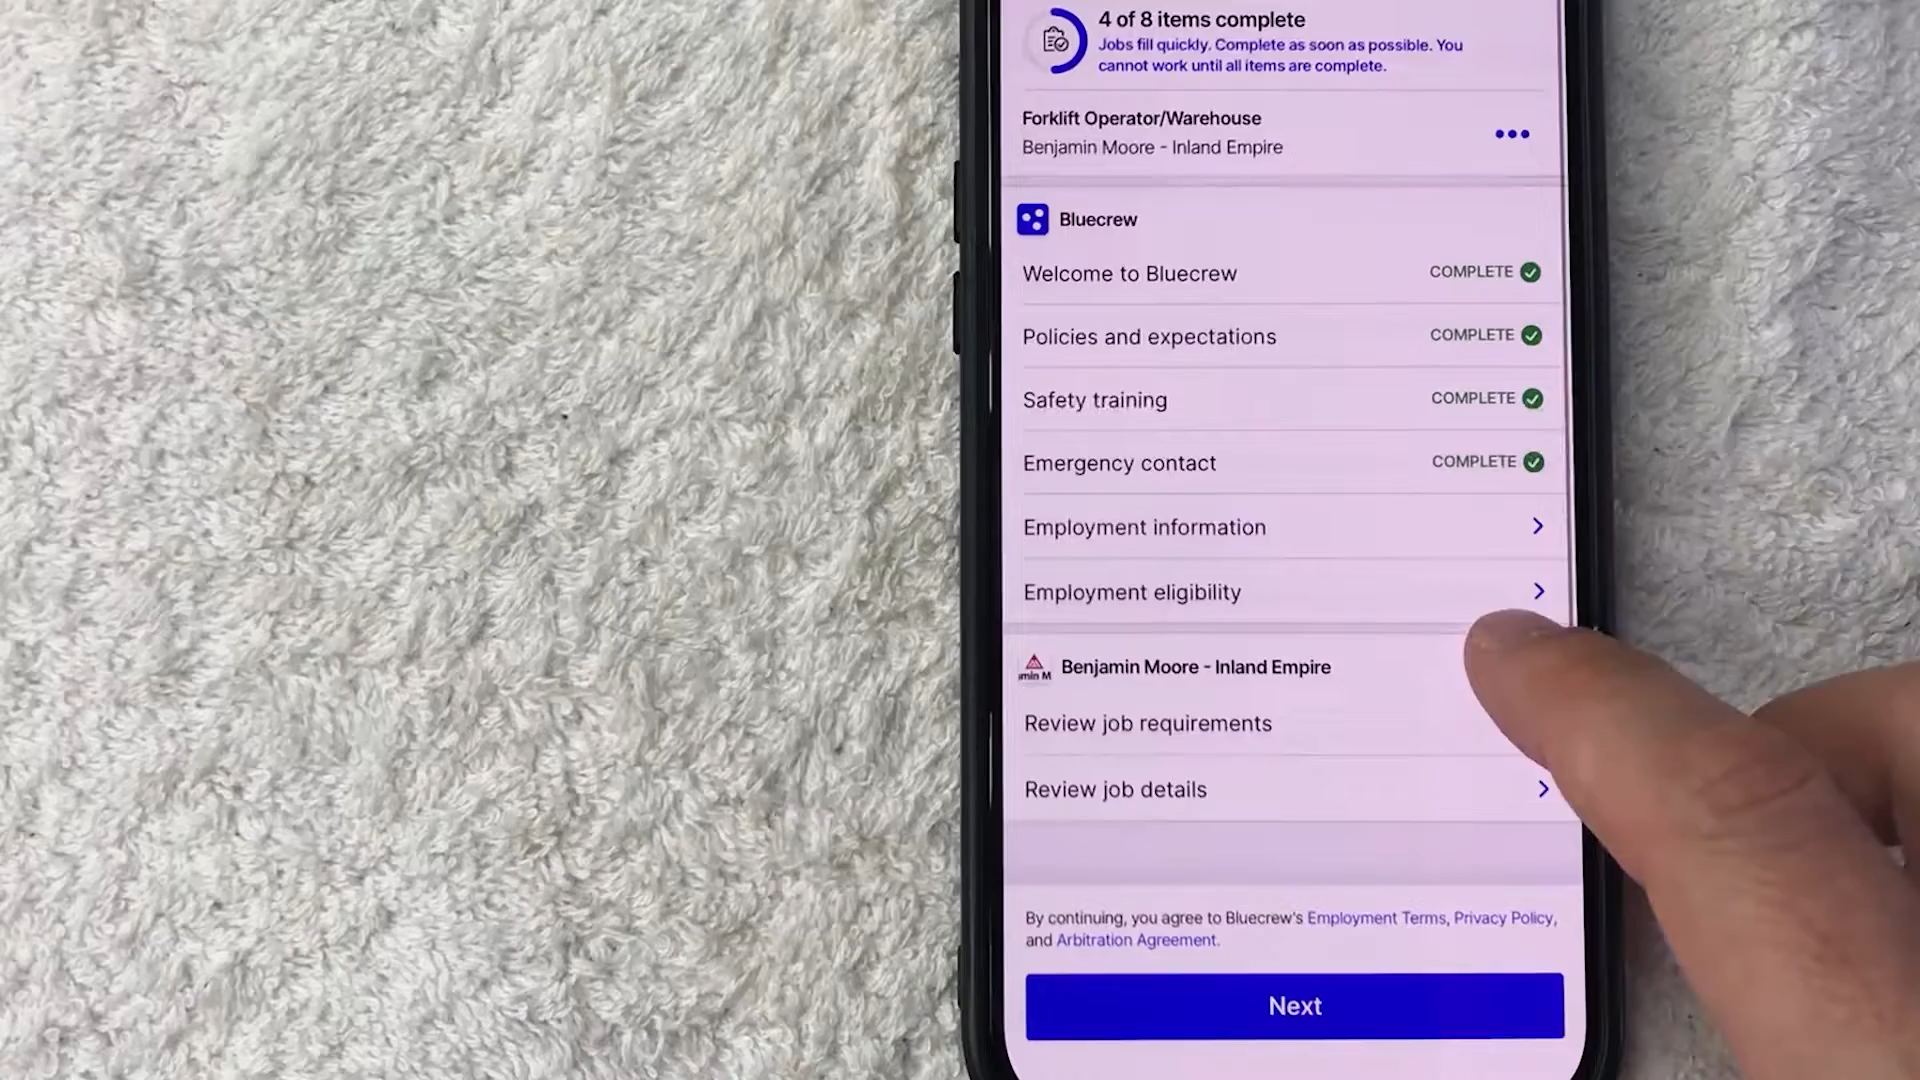 4 of 8 items complete
Jobs fill quickly. Complete as soon as possible. You
cannot work until all items are complete.
Forklift Operator/Warehouse
Benjamin Moore - Inland Empire
Bluecrew
Welcome to Bluecrew COMPLETE
Policies and expectations COMPLETE
Safety training COMPLETE
Emergency contact COMPLETE
Employment information
Employment eligibility
min M
Benjamin Moore - Inland Empire
Review job requirements
Review job details
By continuing, you agree to Bluecrew's Employment Terms, Privacy Policy,
and Arbitration Agreement.
Next